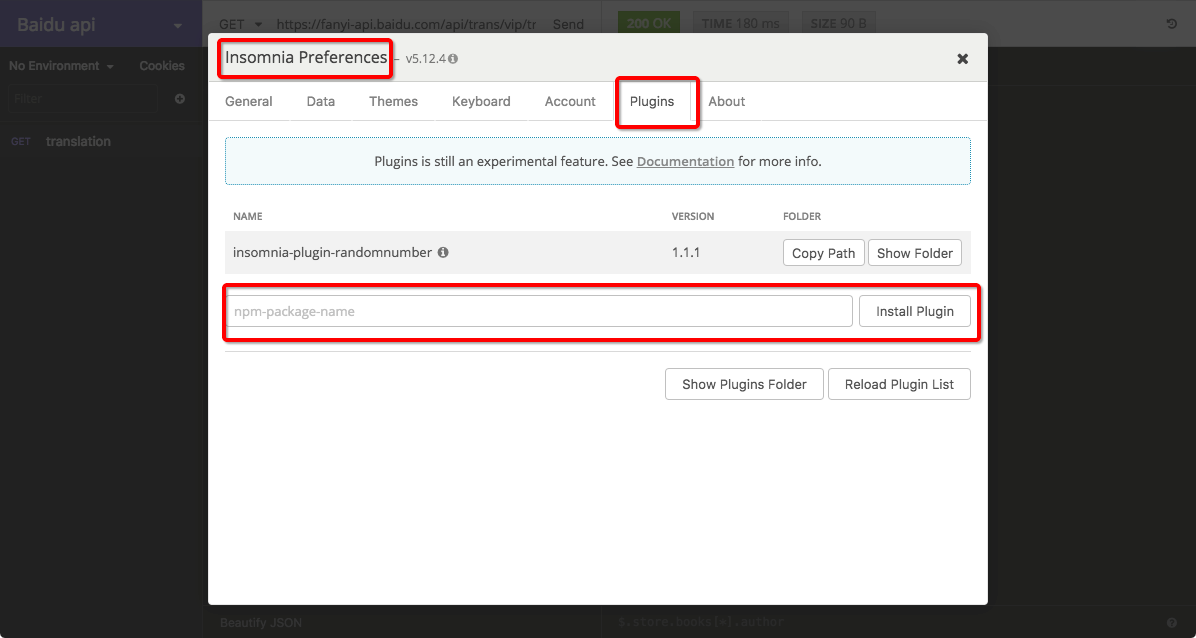 Baidu api
GET https://fanyi-api.baidu.com/api/trans/vip/tr Send 200 OK TIME 180 ms SIZE 90 B
Insomnia Preferences – v5.12.4
No Environment Cookies
Filter
General Data Themes Keyboard Account Plugins About
GET translation
Plugins is still an experimental feature. See Documentation for more info.
NAME VERSION FOLDER
insomnia-plugin-randomnumber 1.1.1 Copy Path Show Folder
npm-package-name Install Plugin
Show Plugins Folder Reload Plugin List
Beautify JSON $.store.books[*].author